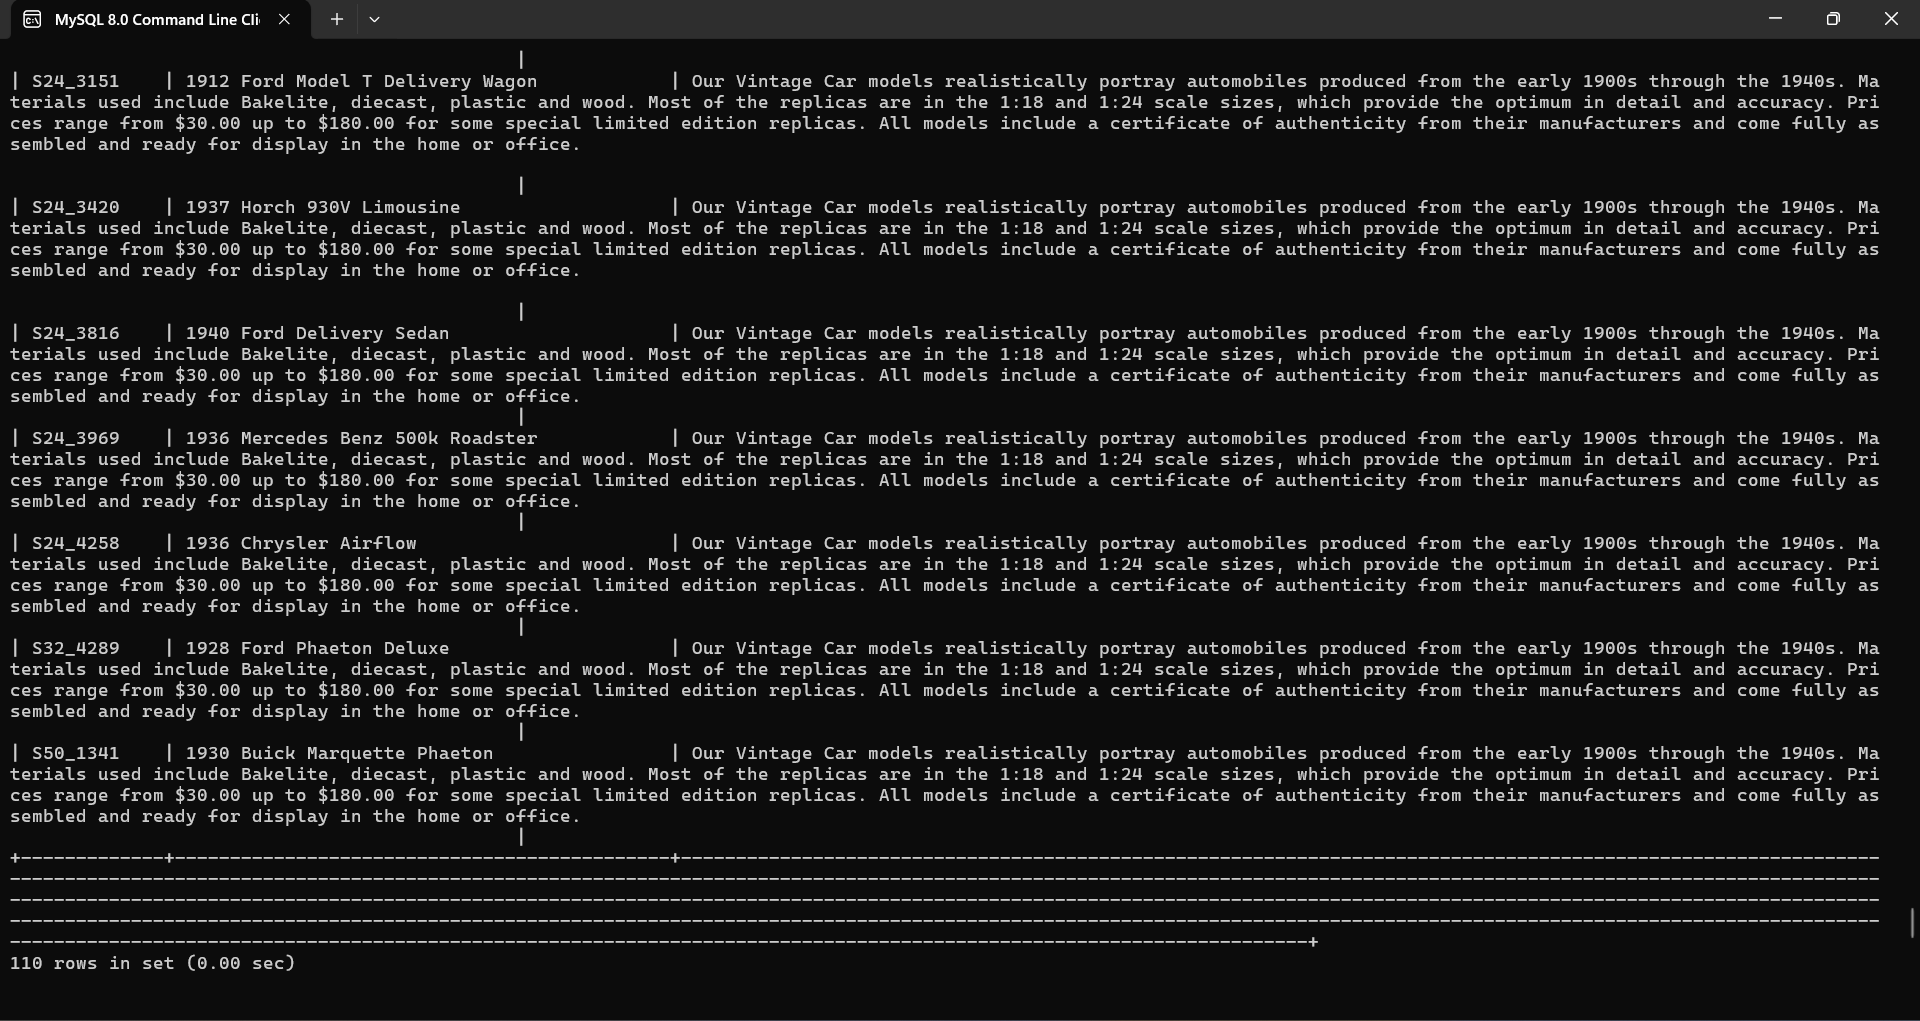 MySQL 8.0 Command Line Cli
|
| S24_3151 | 1912 Ford Model T Delivery Wagon | Our Vintage Car models realistically portray automobiles produced from the early 1900s through the 1940s. Ma
terials used include Bakelite, diecast, plastic and wood. Most of the replicas are in the 1:18 and 1:24 scale sizes, which provide the optimum in detail and accuracy. Pri
ces range from $30.00 up to $180.00 for some special limited edition replicas. All models include a certificate of authenticity from their manufacturers and come fully as
sembled and ready for display in the home or office.
|
| S24_3420 | 1937 Horch 930V Limousine | Our Vintage Car models realistically portray automobiles produced from the early 1900s through the 1940s. Ma
terials used include Bakelite, diecast, plastic and wood. Most of the replicas are in the 1:18 and 1:24 scale sizes, which provide the optimum in detail and accuracy. Pri
ces range from $30.00 up to $180.00 for some special limited edition replicas. All models include a certificate of authenticity from their manufacturers and come fully as
sembled and ready for display in the home or office.
|
| S24_3816 | 1940 Ford Delivery Sedan | Our Vintage Car models realistically portray automobiles produced from the early 1900s through the 1940s. Ma
terials used include Bakelite, diecast, plastic and wood. Most of the replicas are in the 1:18 and 1:24 scale sizes, which provide the optimum in detail and accuracy. Pri
ces range from $30.00 up to $180.00 for some special limited edition replicas. All models include a certificate of authenticity from their manufacturers and come fully as
sembled and ready for display in the home or office.
|
| S24_3969 | 1936 Mercedes Benz 500k Roadster | Our Vintage Car models realistically portray automobiles produced from the early 1900s through the 1940s. Ma
terials used include Bakelite, diecast, plastic and wood. Most of the replicas are in the 1:18 and 1:24 scale sizes, which provide the optimum in detail and accuracy. Pri
ces range from $30.00 up to $180.00 for some special limited edition replicas. All models include a certificate of authenticity from their manufacturers and come fully as
sembled and ready for display in the home or office.
|
| S24_4258 | 1936 Chrysler Airflow | Our Vintage Car models realistically portray automobiles produced from the early 1900s through the 1940s. Ma
terials used include Bakelite, diecast, plastic and wood. Most of the replicas are in the 1:18 and 1:24 scale sizes, which provide the optimum in detail and accuracy. Pri
ces range from $30.00 up to $180.00 for some special limited edition replicas. All models include a certificate of authenticity from their manufacturers and come fully as
sembled and ready for display in the home or office.
|
| S32_4289 | 1928 Ford Phaeton Deluxe | Our Vintage Car models realistically portray automobiles produced from the early 1900s through the 1940s. Ma
terials used include Bakelite, diecast, plastic and wood. Most of the replicas are in the 1:18 and 1:24 scale sizes, which provide the optimum in detail and accuracy. Pri
ces range from $30.00 up to $180.00 for some special limited edition replicas. All models include a certificate of authenticity from their manufacturers and come fully as
sembled and ready for display in the home or office.
|
| S50_1341 | 1930 Buick Marquette Phaeton | Our Vintage Car models realistically portray automobiles produced from the early 1900s through the 1940s. Ma
terials used include Bakelite, diecast, plastic and wood. Most of the replicas are in the 1:18 and 1:24 scale sizes, which provide the optimum in detail and accuracy. Pri
ces range from $30.00 up to $180.00 for some special limited edition replicas. All models include a certificate of authenticity from their manufacturers and come fully as
sembled and ready for display in the home or office.
|
110 rows in set (0.00 sec)